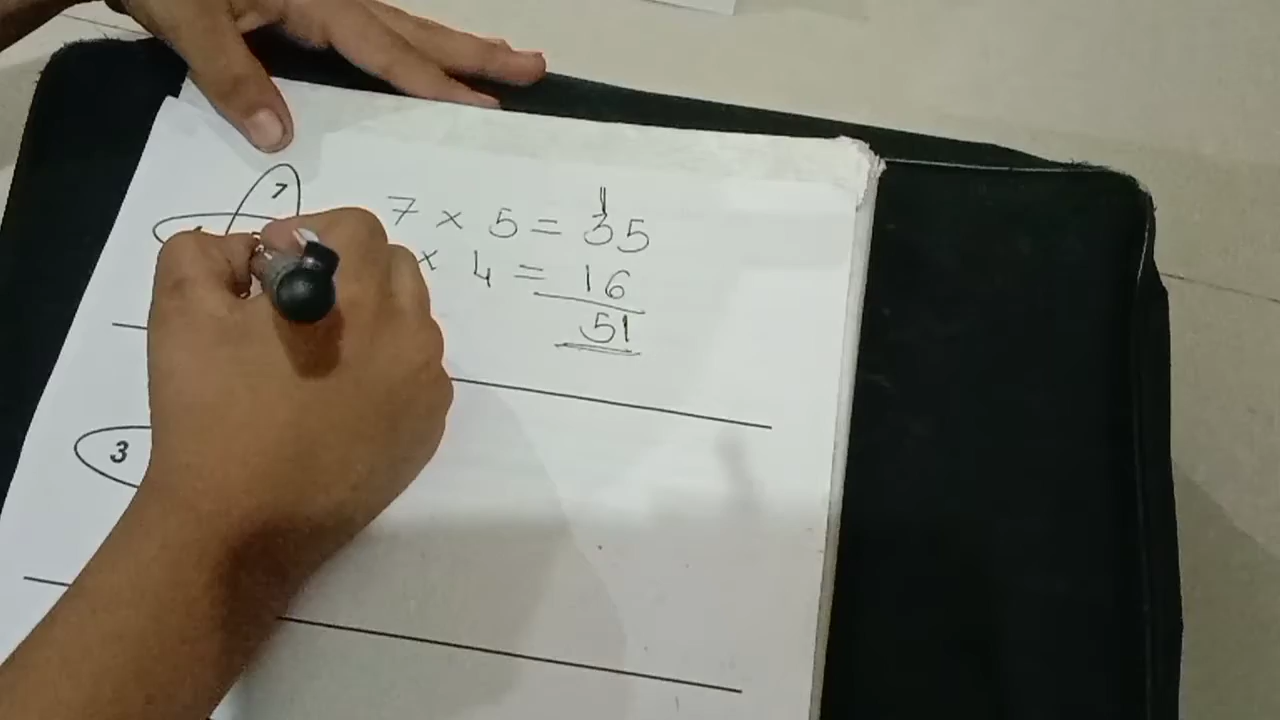 7
7 × 5 = 35
× 4 = 16
51
3